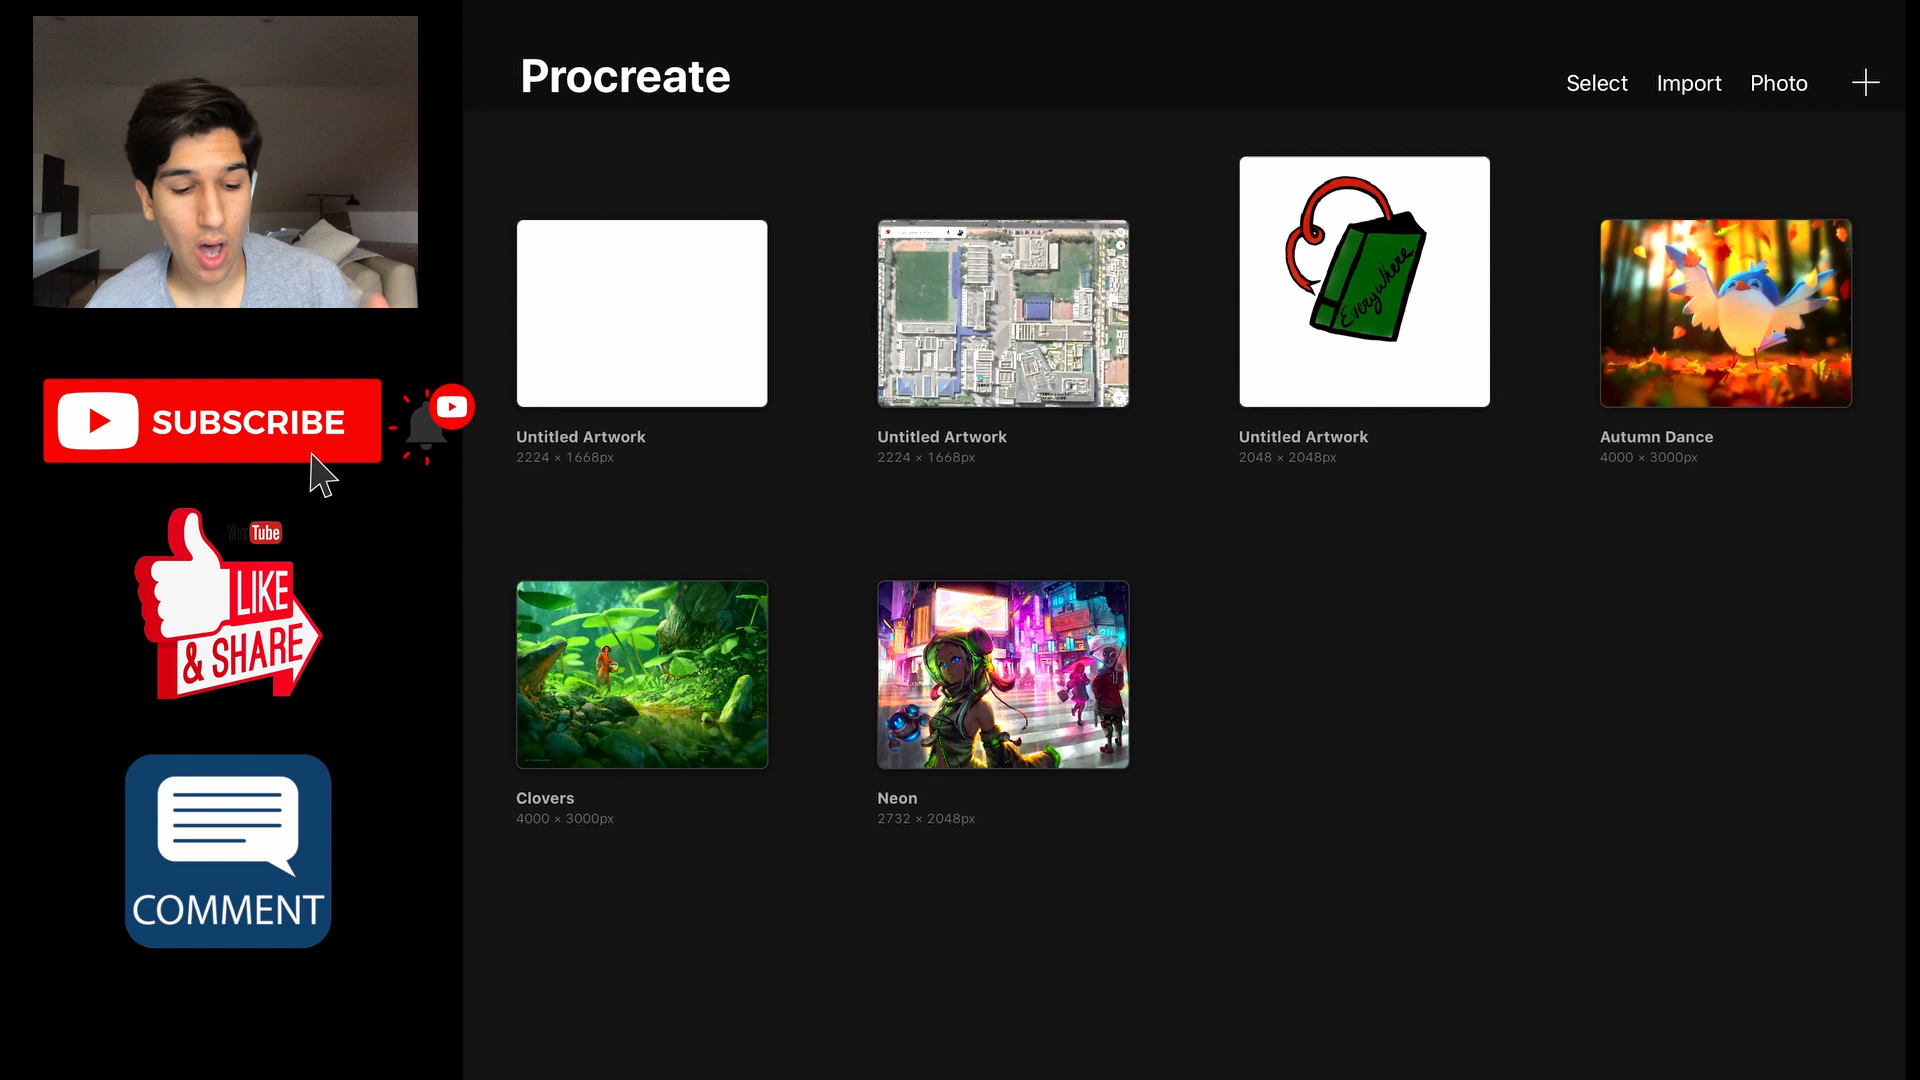 Procreate
Select Import Photo
SUBSCRIBE
YouTube
LIKE
& SHARE
COMMENT
Everywhere
Untitled Artwork
2224 × 1668px
Untitled Artwork
2224 × 1668px
Untitled Artwork
2048 × 2048px
Autumn Dance
4000 × 3000px
Clovers
4000 × 3000px
Neon
2732 × 2048px